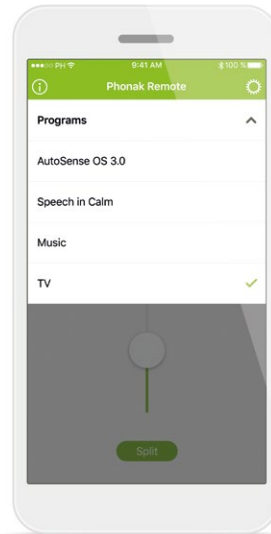 PH 9:41 AM 100 %
Phonak Remote
Programs
AutoSense OS 3.0
Speech in Calm
Music
TV
Split